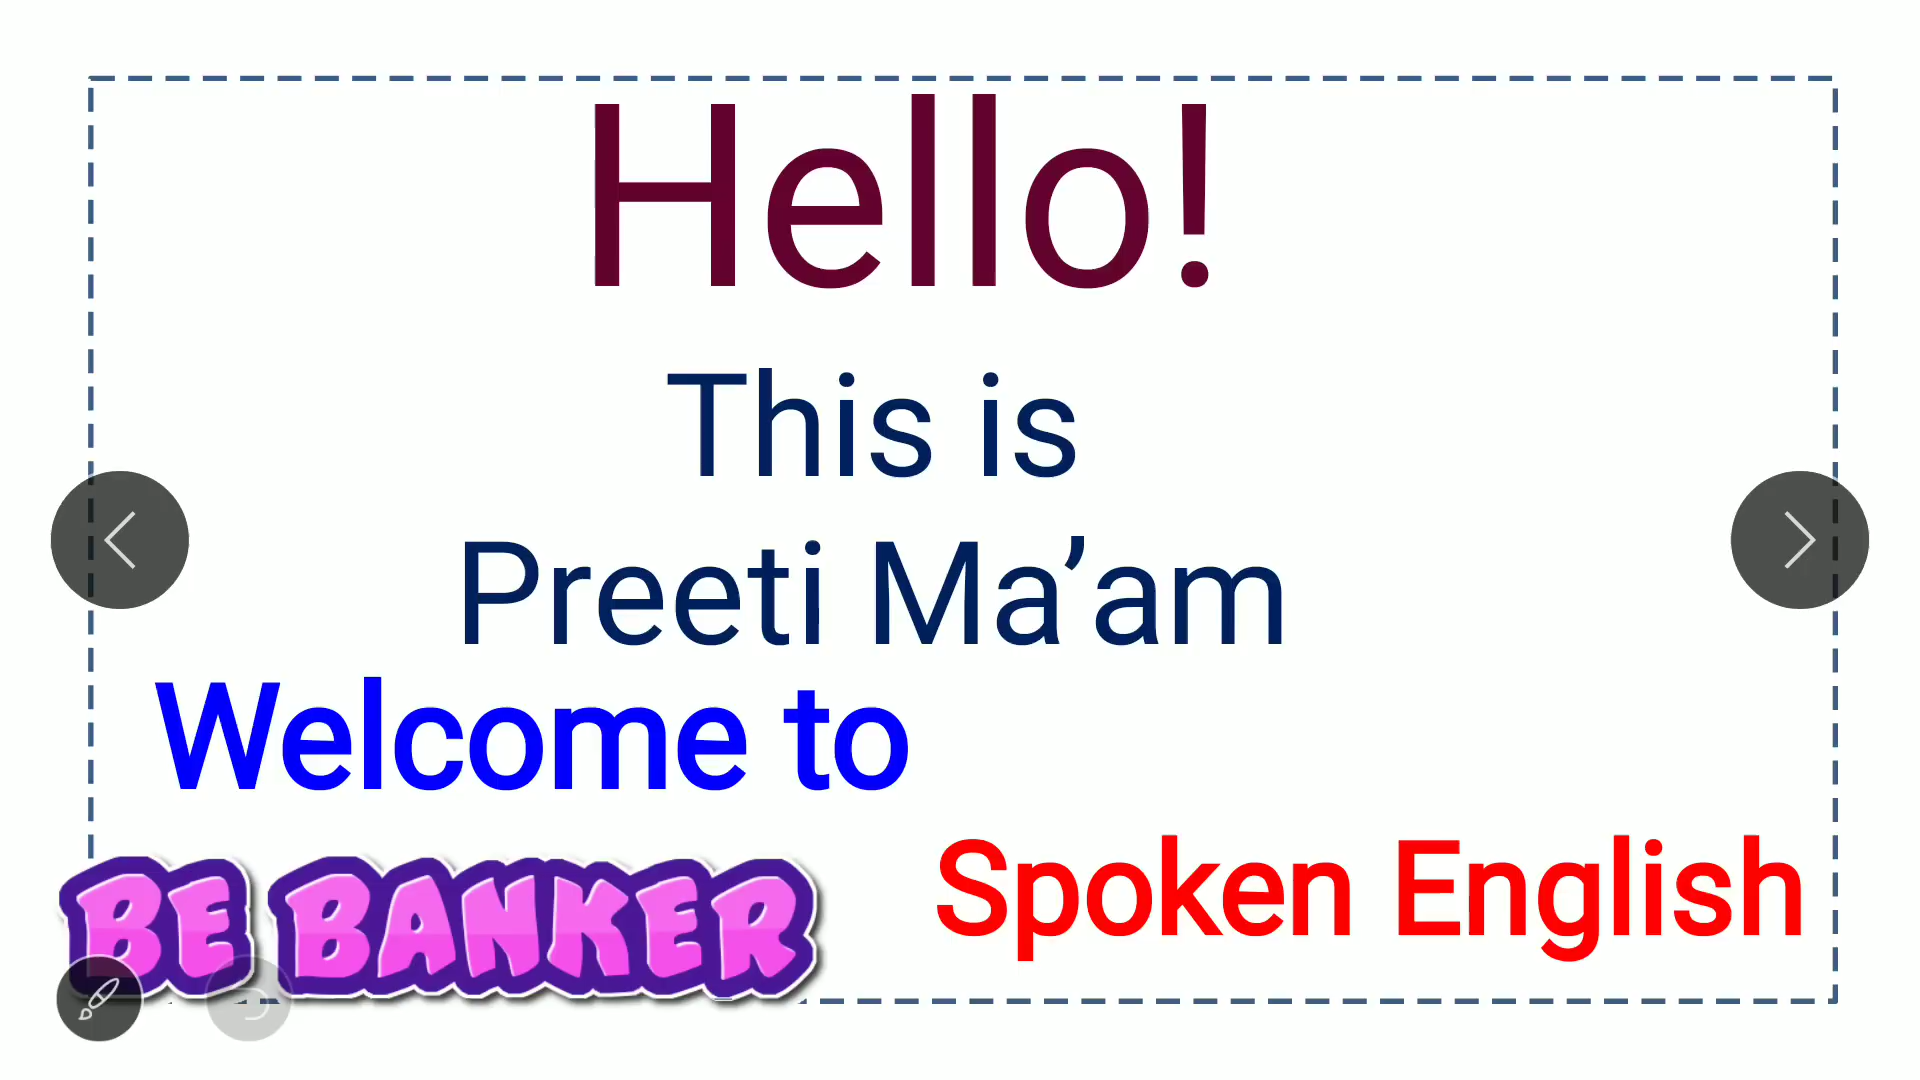 Hello!
This is
Preeti Ma’am
Welcome to
BE BANKER
Spoken English